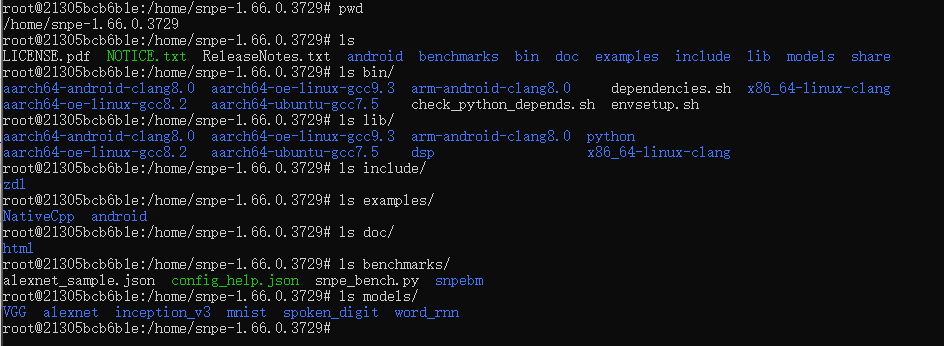 root@21305bcb6b1e:/home/snpe-1.66.0.3729# pwd
/home/snpe-1.66.0.3729
root@21305bcb6b1e:/home/snpe-1.66.0.3729# ls
LICENSE.pdf  NOTICE.txt  ReleaseNotes.txt  android  benchmarks  bin  doc  examples  include  lib  models  share
root@21305bcb6b1e:/home/snpe-1.66.0.3729# ls bin/
aarch64-android-clang8.0  aarch64-oe-linux-gcc9.3  arm-android-clang8.0  dependencies.sh  x86_64-linux-clang
aarch64-oe-linux-gcc8.2  aarch64-ubuntu-gcc7.5  check_python_depends.sh  envsetup.sh
root@21305bcb6b1e:/home/snpe-1.66.0.3729# ls lib/
aarch64-android-clang8.0  aarch64-oe-linux-gcc9.3  arm-android-clang8.0  python
aarch64-oe-linux-gcc8.2  aarch64-ubuntu-gcc7.5  dsp  x86_64-linux-clang
root@21305bcb6b1e:/home/snpe-1.66.0.3729# ls include/
zdl
root@21305bcb6b1e:/home/snpe-1.66.0.3729# ls examples/
NativeCpp  android
root@21305bcb6b1e:/home/snpe-1.66.0.3729# ls doc/
html
root@21305bcb6b1e:/home/snpe-1.66.0.3729# ls benchmarks/
alexnet_sample.json  config_help.json  snpe_bench.py  snpebm
root@21305bcb6b1e:/home/snpe-1.66.0.3729# ls models/
VGG  alexnet  inception_v3  mnist  spoken_digit  word_rnn
root@21305bcb6b1e:/home/snpe-1.66.0.3729#